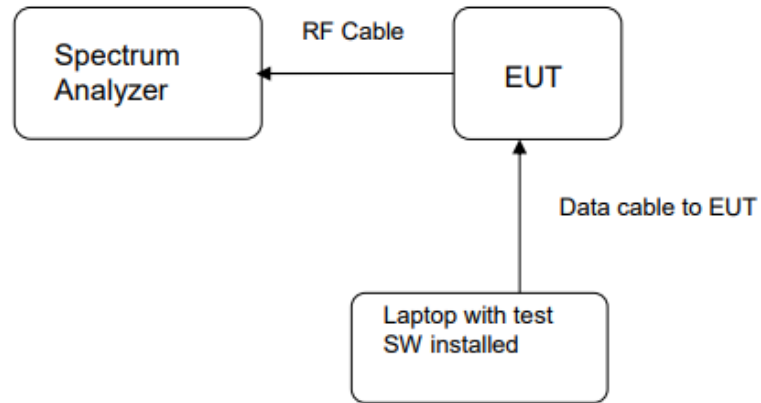 RF Cable
Spectrum
Analyzer
EUT
Data cable to EUT
Laptop with test
SW installed